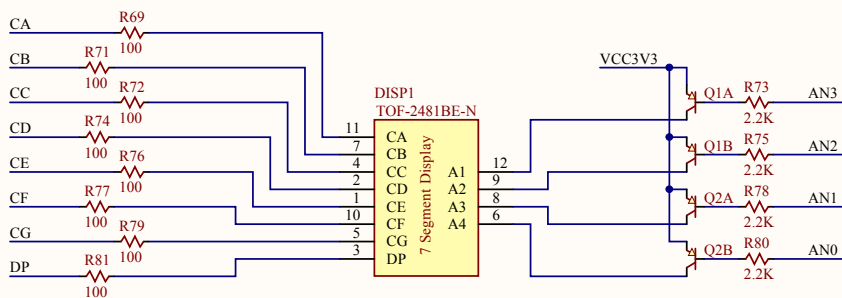 CA
R69
100
CB
R71
100
CC
R72
100
CD
R74
100
CE
R76
100
CF
R77
100
CG
R79
100
DP
R81
100
DISP1
TOF-2481BE-N
11 CA
7 CB
4 CC
2 CD
1 CE
10 CF
5 CG
3 DP
7 Segment Display
A1 12
A2 9
A3 8
A4 6
VCC3V3
Q1A R73 AN3
2.2K
Q1B R75 AN2
2.2K
Q2A R78 AN1
2.2K
Q2B R80 AN0
2.2K